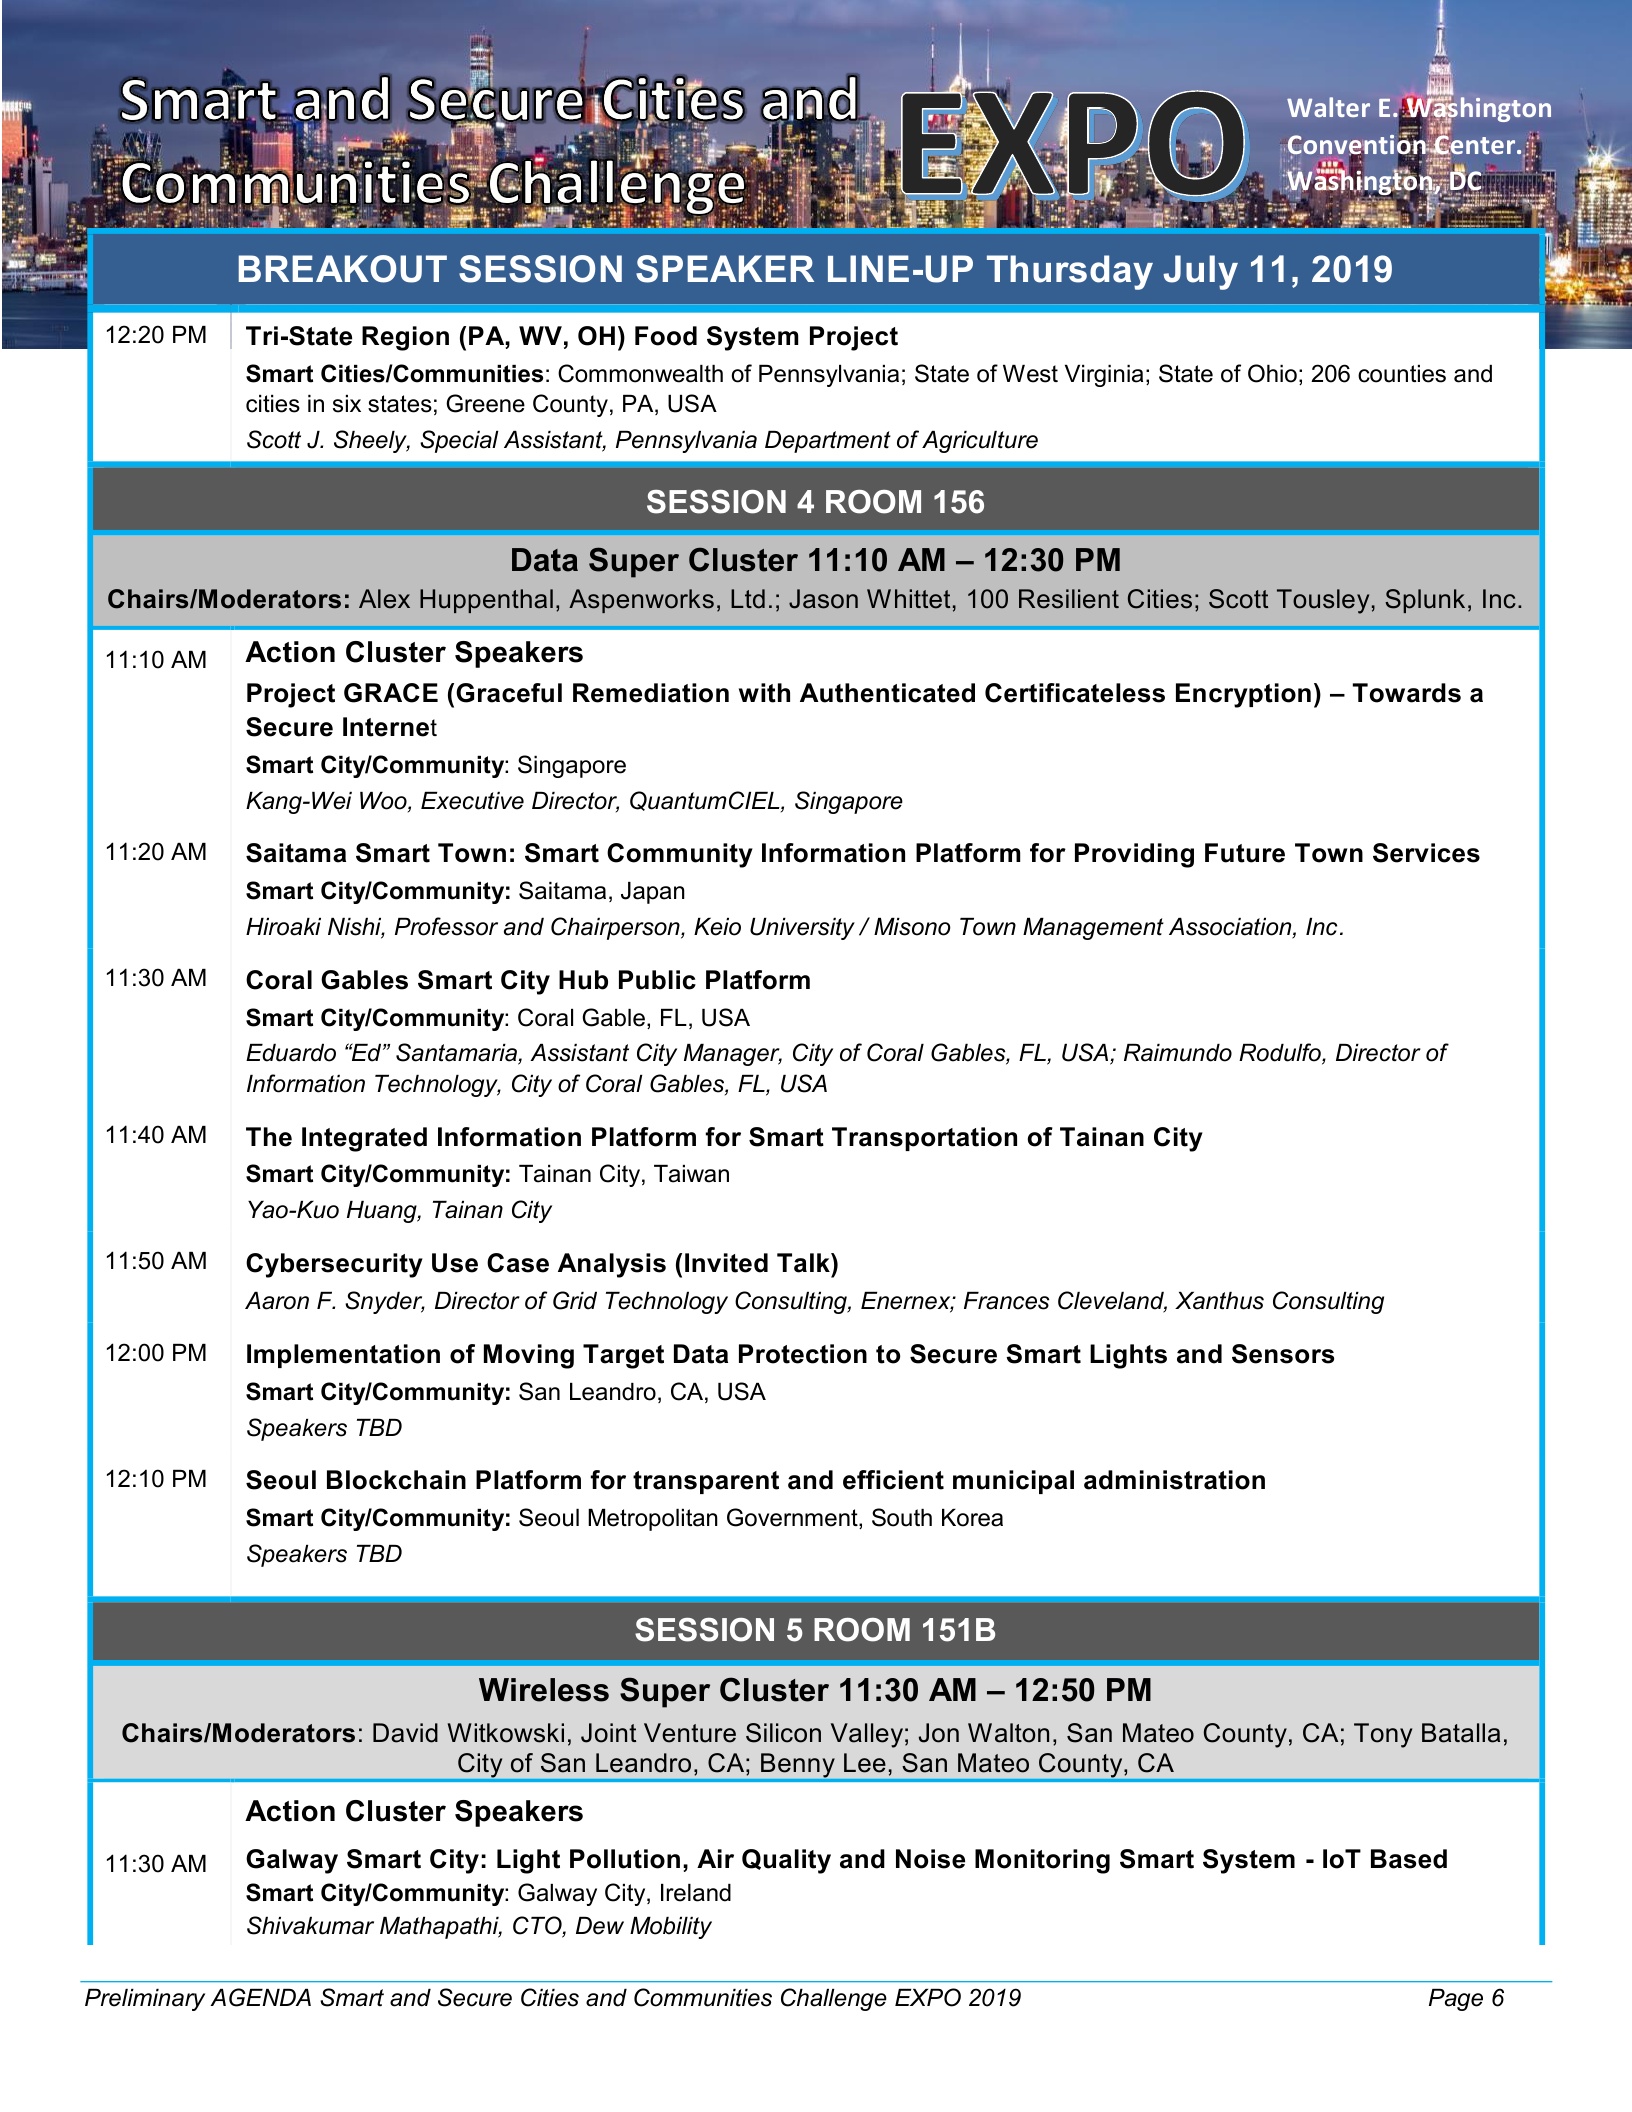 Smart and Secure Cities and
Communities Challenge
EXPO
Walter E. Washington
Convention Center.
Washington, DC
BREAKOUT SESSION SPEAKER LINE-UP Thursday July 11, 2019
12:20 PM
Tri-State Region (PA, WV, OH) Food System Project
Smart Cities/Communities: Commonwealth of Pennsylvania; State of West Virginia; State of Ohio; 206 counties and
cities in six states; Greene County, PA, USA
Scott J. Sheely, Special Assistant, Pennsylvania Department of Agriculture
SESSION 4 ROOM 156
Data Super Cluster 11:10 AM – 12:30 PM
Chairs/Moderators: Alex Huppenthal, Aspenworks, Ltd.; Jason Whittet, 100 Resilient Cities; Scott Tousley, Splunk, Inc.
11:10 AM
Action Cluster Speakers
Project GRACE (Graceful Remediation with Authenticated Certificateless Encryption) – Towards a
Secure Internet
Smart City/Community: Singapore
Kang-Wei Woo, Executive Director, QuantumCIEL, Singapore
11:20 AM
Saitama Smart Town: Smart Community Information Platform for Providing Future Town Services
Smart City/Community: Saitama, Japan
Hiroaki Nishi, Professor and Chairperson, Keio University / Misono Town Management Association, Inc.
11:30 AM
Coral Gables Smart City Hub Public Platform
Smart City/Community: Coral Gable, FL, USA
Eduardo “Ed” Santamaria, Assistant City Manager, City of Coral Gables, FL, USA; Raimundo Rodulfo, Director of
Information Technology, City of Coral Gables, FL, USA
11:40 AM
The Integrated Information Platform for Smart Transportation of Tainan City
Smart City/Community: Tainan City, Taiwan
Yao-Kuo Huang, Tainan City
11:50 AM
Cybersecurity Use Case Analysis (Invited Talk)
Aaron F. Snyder, Director of Grid Technology Consulting, Enernex; Frances Cleveland, Xanthus Consulting
12:00 PM
Implementation of Moving Target Data Protection to Secure Smart Lights and Sensors
Smart City/Community: San Leandro, CA, USA
Speakers TBD
12:10 PM
Seoul Blockchain Platform for transparent and efficient municipal administration
Smart City/Community: Seoul Metropolitan Government, South Korea
Speakers TBD
SESSION 5 ROOM 151B
Wireless Super Cluster 11:30 AM – 12:50 PM
Chairs/Moderators: David Witkowski, Joint Venture Silicon Valley; Jon Walton, San Mateo County, CA; Tony Batalla,
City of San Leandro, CA; Benny Lee, San Mateo County, CA
Action Cluster Speakers
11:30 AM
Galway Smart City: Light Pollution, Air Quality and Noise Monitoring Smart System - IoT Based
Smart City/Community: Galway City, Ireland
Shivakumar Mathapathi, CTO, Dew Mobility
Preliminary AGENDA Smart and Secure Cities and Communities Challenge EXPO 2019
Page 6